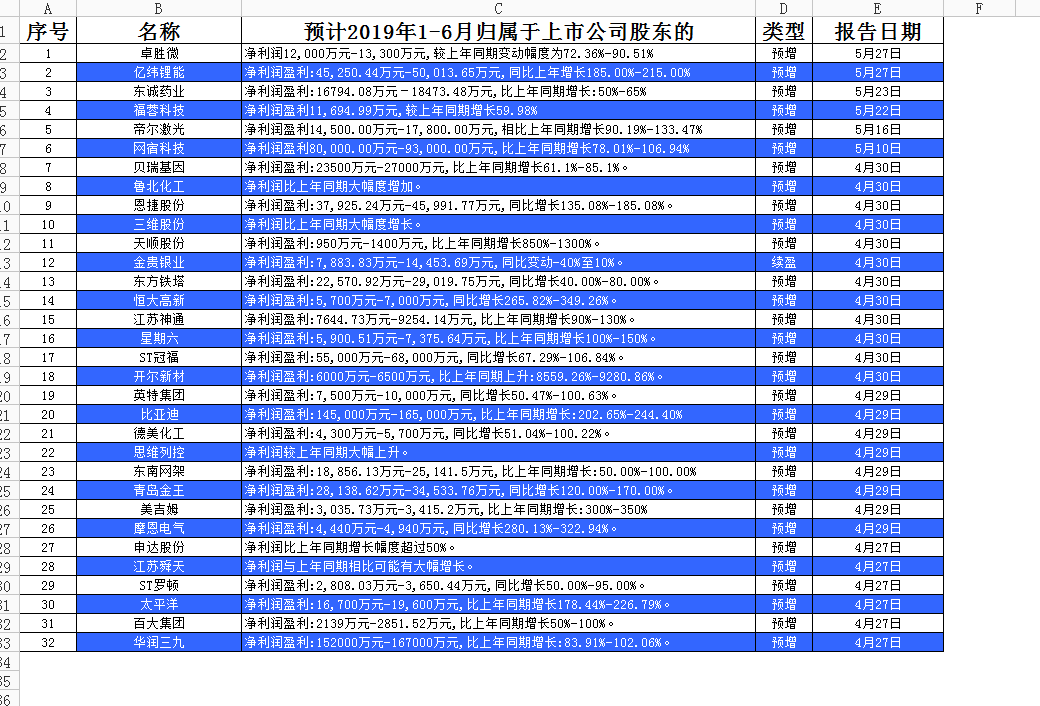 A B C D E F
1 序号 名称 预计2019年1-6月归属于上市公司股东的 类型 报告日期
2 1 卓胜微 净利润12,000万元-13,300万元,较上年同期变动幅度为72.36%-90.51% 预增 5月27日
3 2 亿纬锂能 净利润盈利:45,250.44万元-50,013.65万元,同比上年增长185.00%-215.00% 预增 5月27日
4 3 东诚药业 净利润盈利:16794.08万元－18473.48万元,比上年同期增长:50%-65% 预增 5月23日
5 4 福蓉科技 净利润盈利11,694.99万元,较上年同期增长59.98% 预增 5月22日
6 5 帝尔激光 净利润盈利14,500.00万元-17,800.00万元,相比上年同期增长90.19%-133.47% 预增 5月16日
7 6 网宿科技 净利润盈利80,000.00万元-93,000.00万元,比上年同期增长78.01%-106.94% 预增 5月10日
8 7 贝瑞基因 净利润盈利:23500万元-27000万元,比上年同期增长61.1%-85.1%。 预增 4月30日
9 8 鲁北化工 净利润比上年同期大幅度增加。 预增 4月30日
10 9 恩捷股份 净利润盈利:37,925.24万元-45,991.77万元,同比增长135.08%-185.08%。 预增 4月30日
11 10 三维股份 净利润比上年同期大幅度增长。 预增 4月30日
12 11 天顺股份 净利润盈利:950万元-1400万元,比上年同期增长850%-1300%。 预增 4月30日
13 12 金贵银业 净利润盈利:7,883.83万元-14,453.69万元,同比变动-40%至10%。 续盈 4月30日
14 13 东方铁塔 净利润盈利:22,570.92万元-29,019.75万元,同比增长40.00%-80.00%。 预增 4月30日
15 14 恒大高新 净利润盈利:5,700万元-7,000万元,同比增长265.82%-349.26%。 预增 4月30日
16 15 江苏神通 净利润盈利:7644.73万元-9254.14万元,比上年同期增长90%-130%。 预增 4月30日
17 16 星期六 净利润盈利:5,900.51万元-7,375.64万元,比上年同期增长100%-150%。 预增 4月30日
18 17 ST冠福 净利润盈利:55,000万元-68,000万元,同比增长67.29%-106.84%。 预增 4月30日
19 18 开尔新材 净利润盈利:6000万元-6500万元,比上年同期上升:8559.26%-9280.86%。 预增 4月30日
20 19 英特集团 净利润盈利:7,500万元-10,000万元,同比增长50.47%-100.63%。 预增 4月29日
21 20 比亚迪 净利润盈利:145,000万元-165,000万元,比上年同期增长:202.65%-244.40% 预增 4月29日
22 21 德美化工 净利润盈利:4,300万元-5,700万元,同比增长51.04%-100.22%。 预增 4月29日
23 22 思维列控 净利润较上年同期大幅上升。 预增 4月29日
24 23 东南网架 净利润盈利:18,856.13万元-25,141.5万元,比上年同期增长:50.00%-100.00% 预增 4月29日
25 24 青岛金王 净利润盈利:28,138.62万元-34,533.76万元,同比增长120.00%-170.00%。 预增 4月29日
26 25 美吉姆 净利润盈利:3,035.73万元-3,415.2万元,比上年同期增长:300%-350% 预增 4月29日
27 26 摩恩电气 净利润盈利:4,440万元-4,940万元,同比增长280.13%-322.94%。 预增 4月29日
28 27 申达股份 净利润比上年同期增长幅度超过50%。 预增 4月27日
29 28 江苏舜天 净利润与上年同期相比可能有大幅增长。 预增 4月27日
30 29 ST罗顿 净利润盈利:2,808.03万元-3,650.44万元,同比增长50.00%-95.00%。 预增 4月27日
31 30 太平洋 净利润盈利:16,700万元-19,600万元,比上年同期增长178.44%-226.79%。 预增 4月27日
32 31 百大集团 净利润盈利:2139万元-2851.52万元,比上年同期增长50%-100%。 预增 4月27日
33 32 华润三九 净利润盈利:152000万元-167000万元,比上年同期增长:83.91%-102.06%。 预增 4月27日
34
35
36